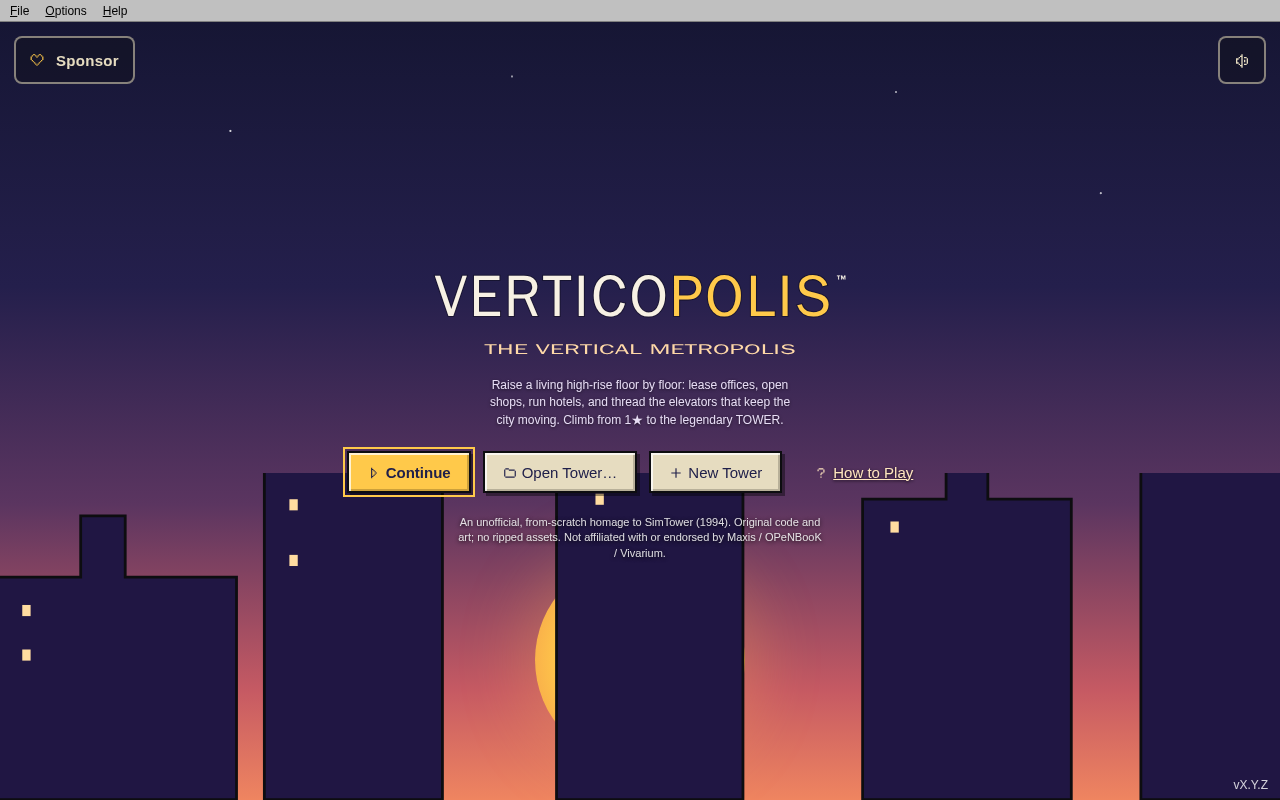 File Options Help
Sponsor
VERTICOPOLIS™
THE VERTICAL METROPOLIS
Raise a living high-rise floor by floor: lease offices, open
shops, run hotels, and thread the elevators that keep the
city moving. Climb from 1★ to the legendary TOWER.
Continue Open Tower… New Tower ? How to Play
An unofficial, from-scratch homage to SimTower (1994). Original code and
art; no ripped assets. Not affiliated with or endorsed by Maxis / OPeNBooK
/ Vivarium.
vX.Y.Z